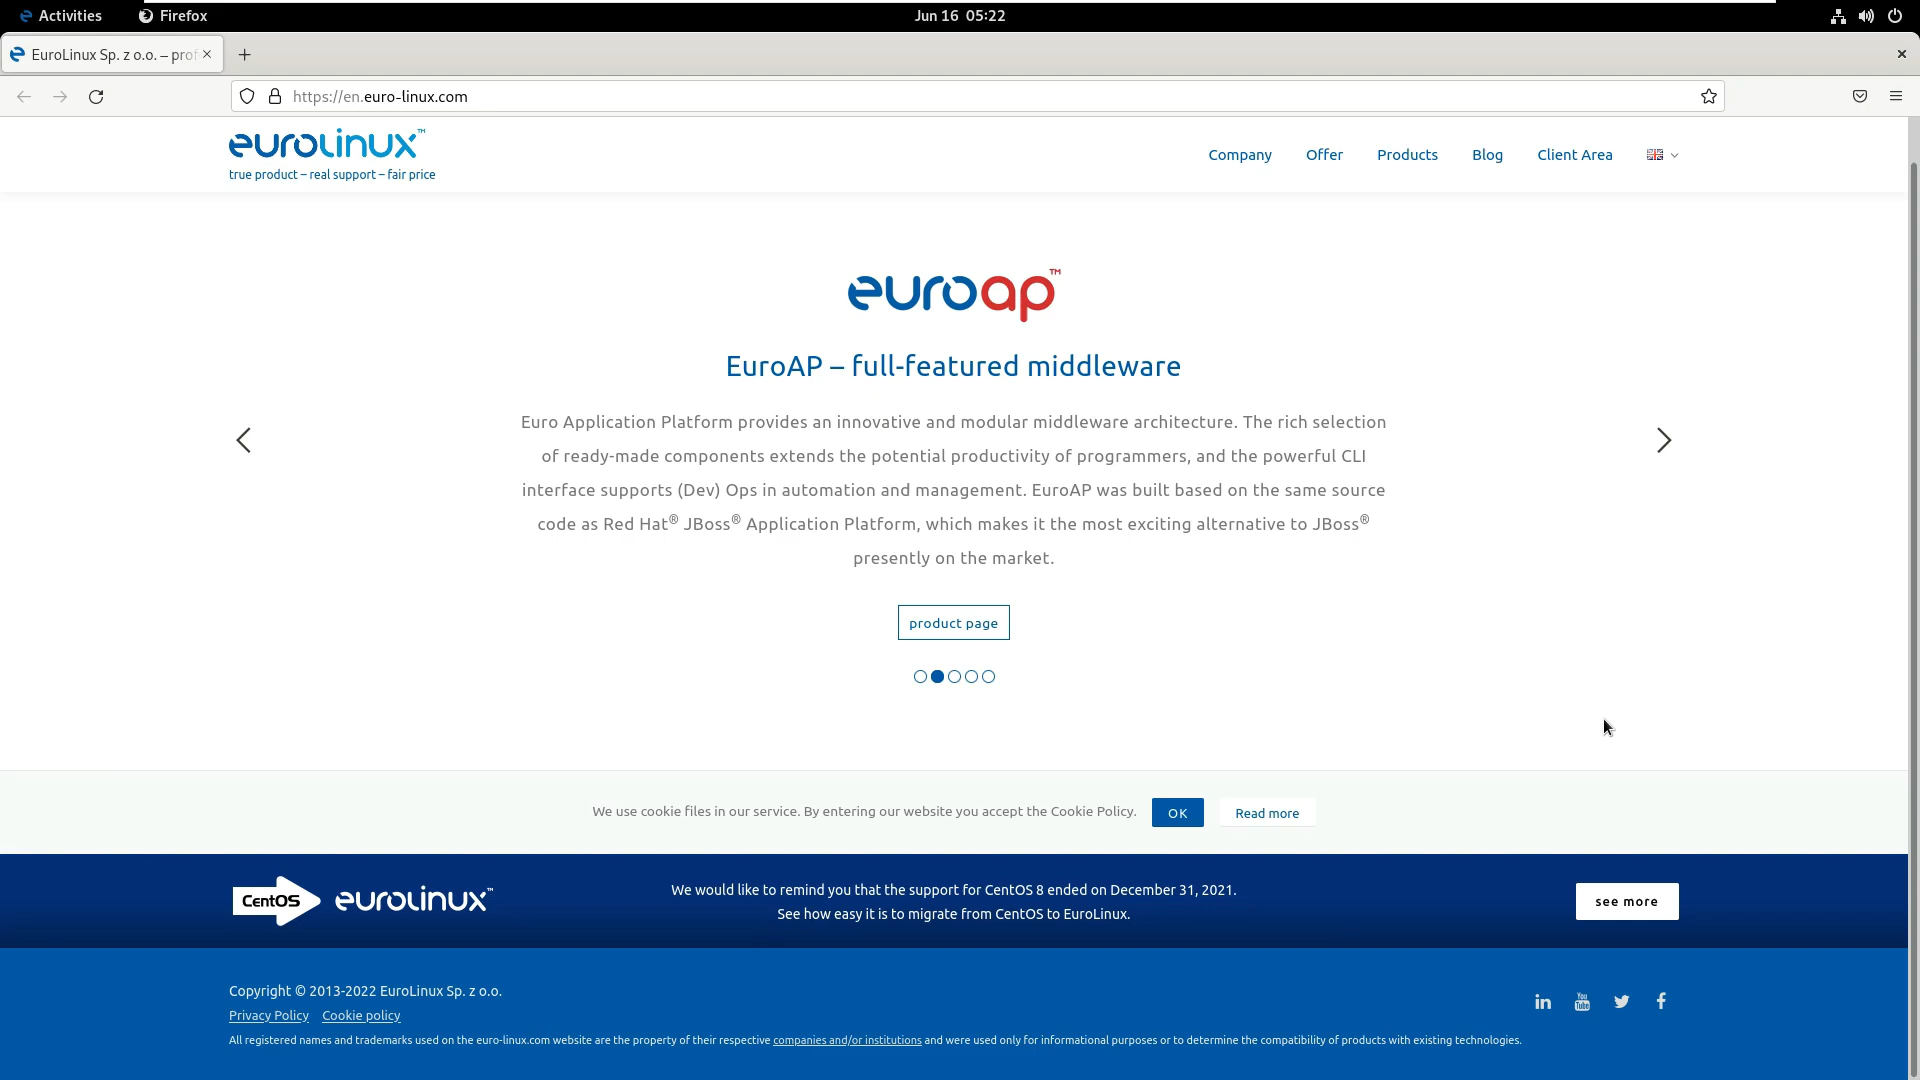 Activities
Firefox
Jun 16 05:22
EuroLinux Sp. z o.o. – prof
https://en.euro-linux.com
eurolinux™
true product – real support – fair price
Company
Offer
Products
Blog
Client Area
euroap™
EuroAP – full-featured middleware
Euro Application Platform provides an innovative and modular middleware architecture. The rich selection
of ready-made components extends the potential productivity of programmers, and the powerful CLI
interface supports (Dev) Ops in automation and management. EuroAP was built based on the same source
code as Red Hat® JBoss® Application Platform, which makes it the most exciting alternative to JBoss®
presently on the market.
product page
We use cookie files in our service. By entering our website you accept the Cookie Policy.
OK
Read more
CentOS
eurolinux™
We would like to remind you that the support for CentOS 8 ended on December 31, 2021.
See how easy it is to migrate from CentOS to EuroLinux.
see more
Copyright © 2013-2022 EuroLinux Sp. z o.o.
Privacy Policy Cookie policy
All registered names and trademarks used on the euro-linux.com website are the property of their respective companies and/or institutions and were used only for informational purposes or to determine the compatibility of products with existing technologies.
in
You Tube
f